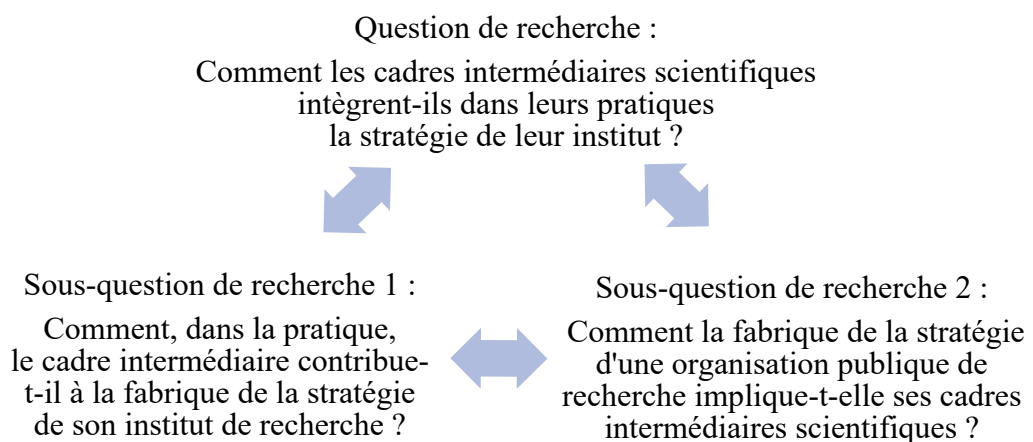 Question de recherche :
Comment les cadres intermédiaires scientifiques
intègrent-ils dans leurs pratiques
la stratégie de leur institut ?
Sous-question de recherche 1 :
Comment, dans la pratique,
le cadre intermédiaire contribue-
t-il à la fabrique de la stratégie
de son institut de recherche ?
Sous-question de recherche 2 :
Comment la fabrique de la stratégie
d'une organisation publique de
recherche implique-t-elle ses cadres
intermédiaires scientifiques ?